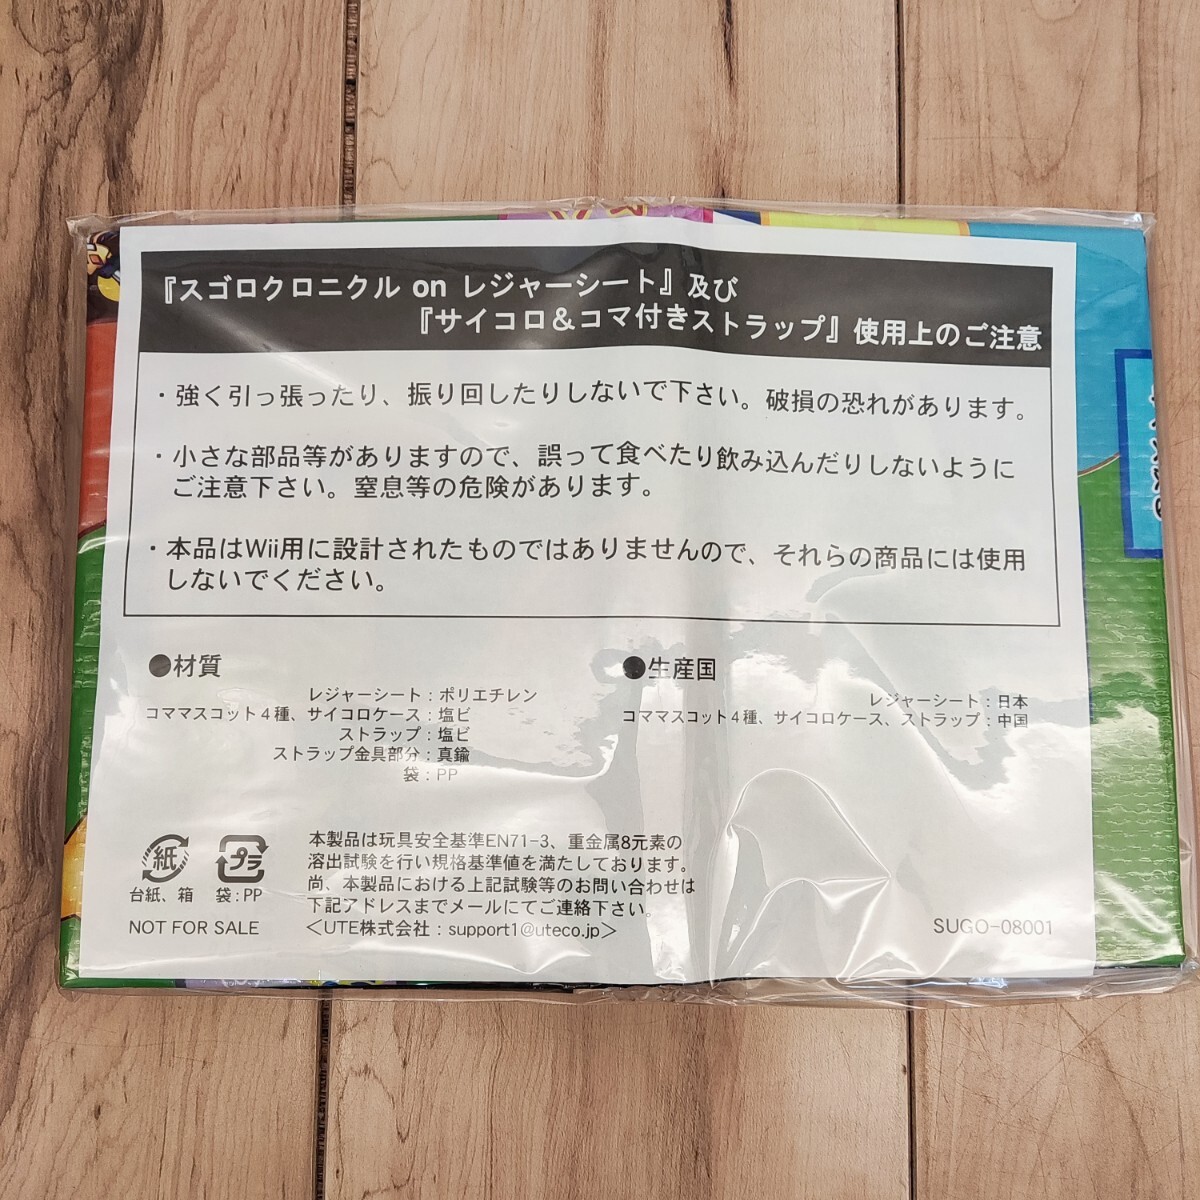 『スゴロクロニクル on レジャーシート』及び
『サイコロ&コマ付きストラップ』使用上のご注意
・強く引っ張ったり、振り回したりしないで下さい。破損の恐れがあります。
・小さな部品等がありますので、誤って食べたり飲み込んだりしないように
ご注意下さい。窒息等の危険があります。
・本品はWii用に設計されたものではありませんので、それらの商品には使用
しないでください。
●材質
レジャーシート：ポリエチレン
コママスコット4種、サイコロケース：塩ビ
ストラップ：塩ビ
ストラップ金具部分：真鍮
袋：PP
●生産国
レジャーシート：日本
コママスコット4種、サイコロケース、ストラップ：中国
紙
台紙、箱
プラ
袋：PP
NOT FOR SALE
本製品は玩具安全基準EN71-3、重金属8元素の
溶出試験を行い規格基準値を満たしております。
尚、本製品における上記試験等のお問い合わせは
下記アドレスまでメールにてご連絡下さい。
<UTE株式会社：support1@uteco.jp>
SUGO-08001